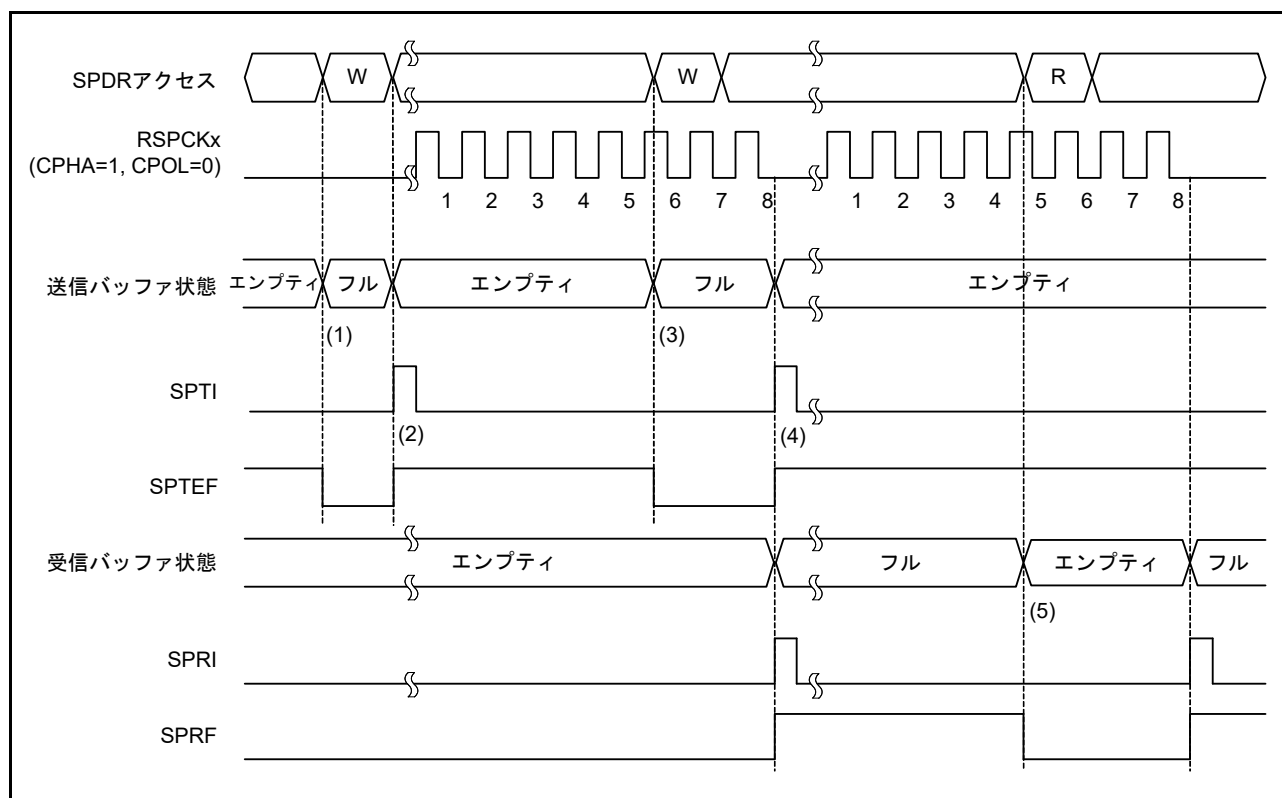 SPDRアクセス W W R
RSPCKx
(CPHA=1, CPOL=0)
1 2 3 4 5 6 7 8 1 2 3 4 5 6 7 8
送信バッファ状態 エンプティ フル エンプティ フル エンプティ
(1) (3)
SPTI
(2) (4)
SPTEF
受信バッファ状態 エンプティ フル エンプティ フル
(5)
SPRI
SPRF